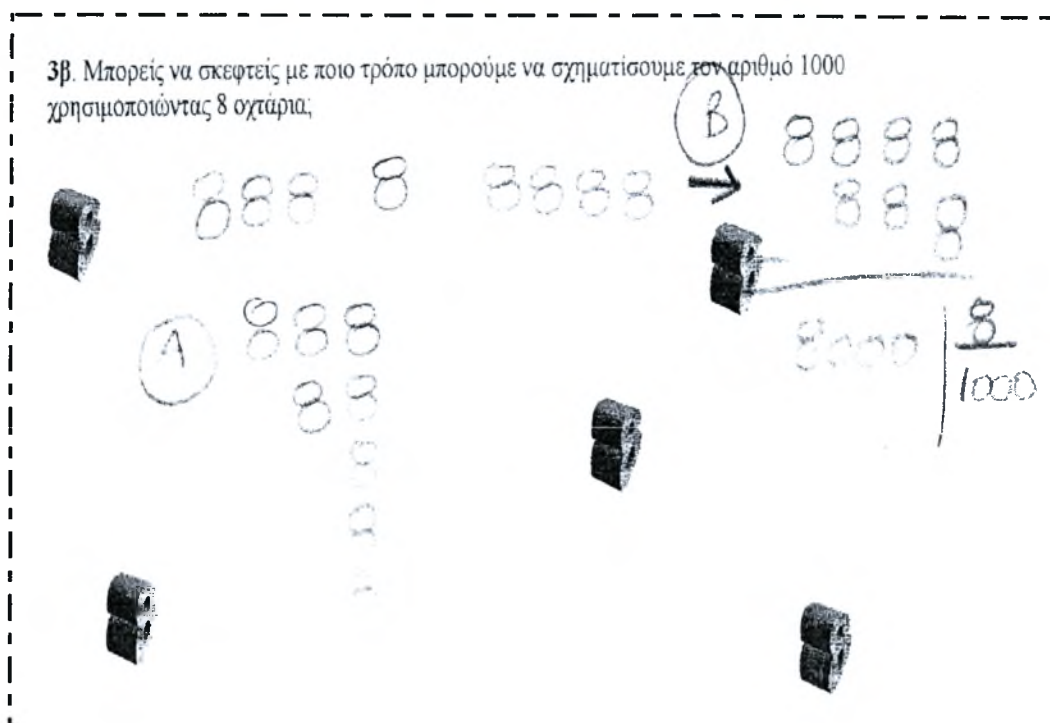 3β. Μπορείς να σκεφτείς με ποιο τρόπο μπορούμε να σχηματίσουμε τον αριθμό 1000
χρησιμοποιώντας 8 οχτάρια;
888 8 8888 → B 8888
888
8000 | 8
1000
A 888
88
8
8